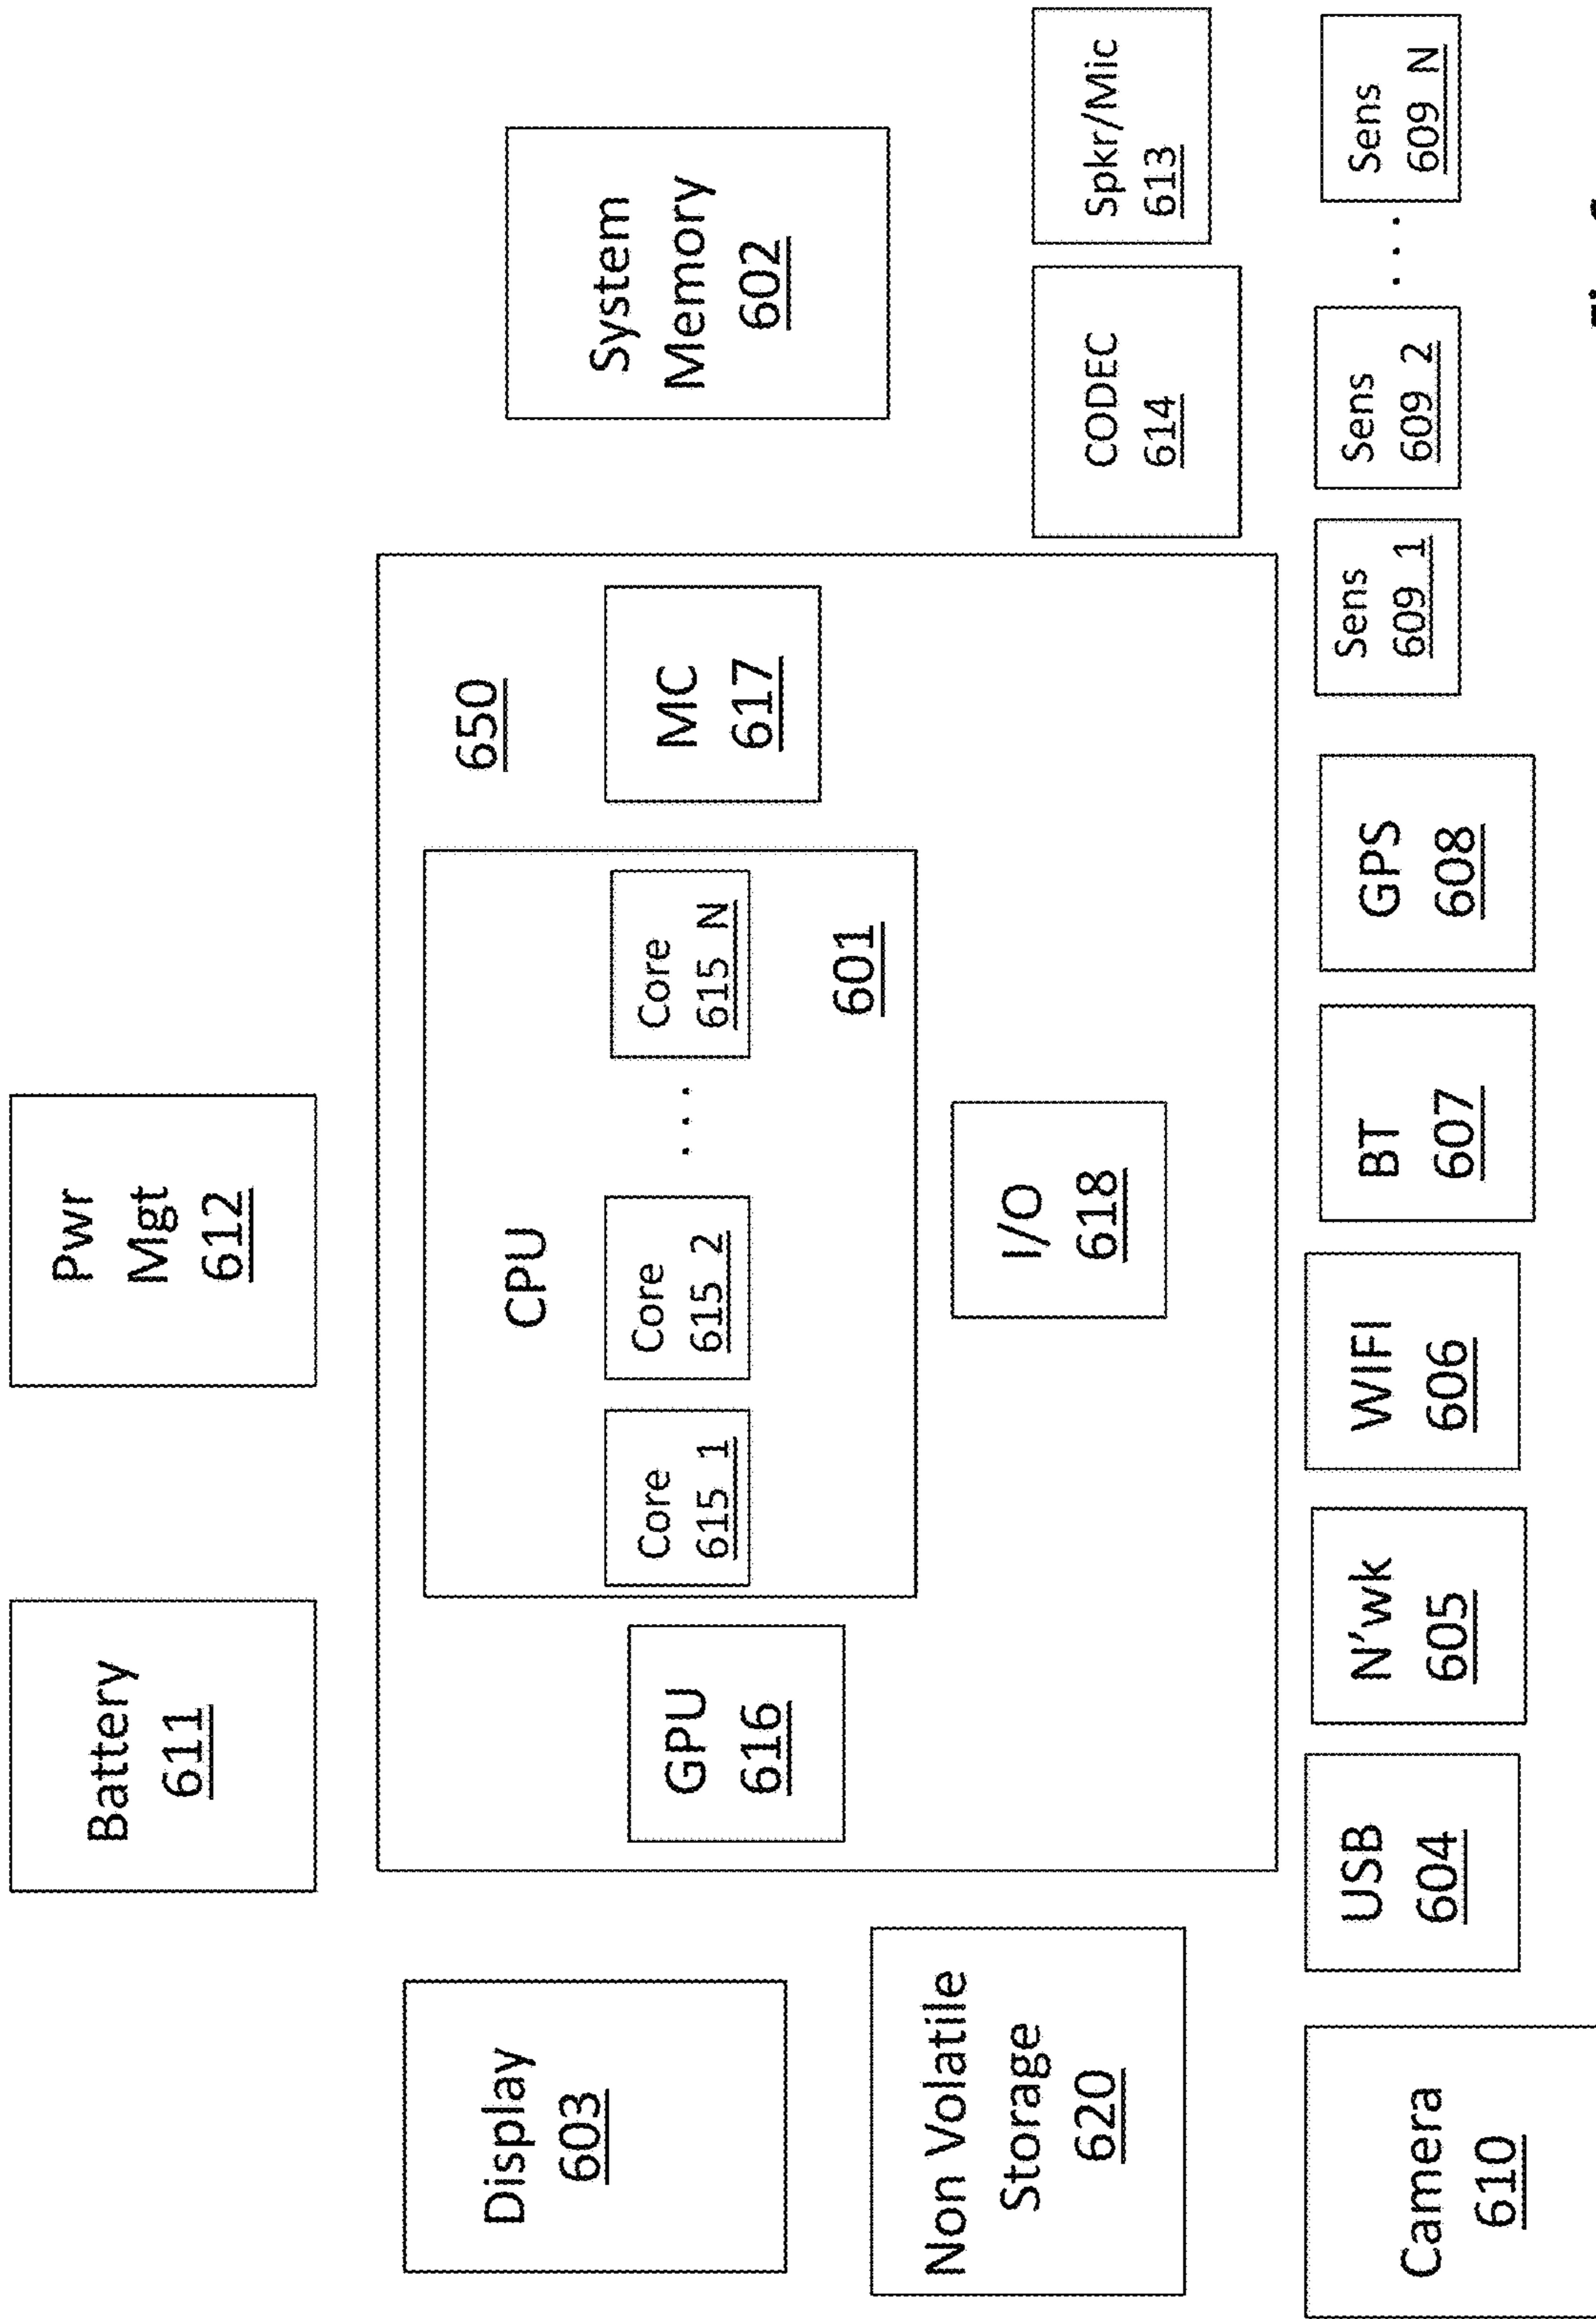 Battery
611
Pwr
Mgt
612
Display
603
650
CPU
Core
615_1
Core
615_2
. . .
Core
615_N
601
GPU
616
MC
617
System
Memory
602
Non Volatile
Storage
620
I/O
618
CODEC
614
Spkr/Mic
613
Camera
610
USB
604
N'wk
605
WIFI
606
BT
607
GPS
608
Sens
609_1
Sens
609_2
. . .
Sens
609_N